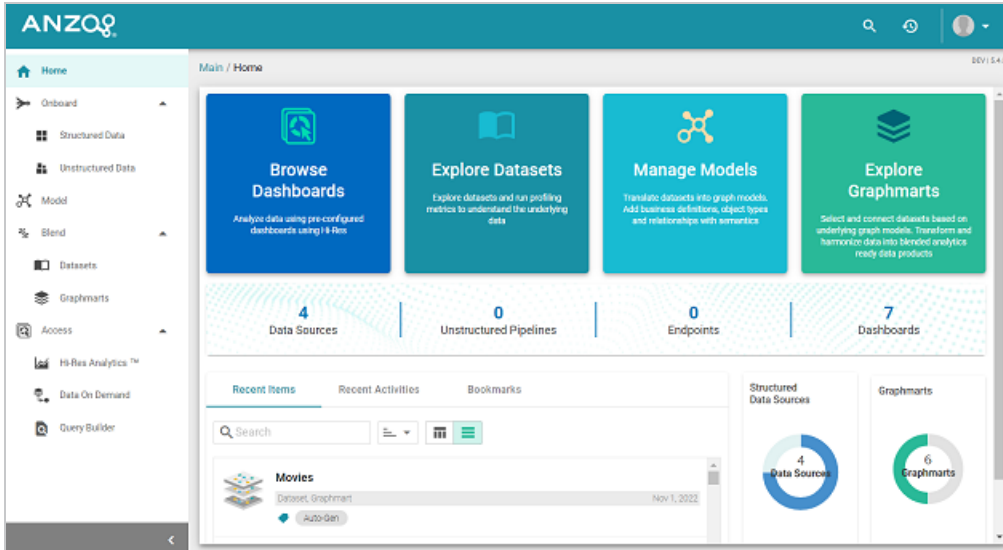 ANZO
DEV | 5.4.
Home
Onboard
Structured Data
Unstructured Data
Model
Blend
Datasets
Graphmarts
Access
Hi-Res Analytics ™
Data On Demand
Query Builder
Main / Home
Browse
Dashboards
Analyze data using pre-configured
dashboards using Hi-Res
Explore Datasets
Explore datasets and run profiling
metrics to understand the underlying
data
Manage Models
Translate datasets into graph models.
Add business definitions, object types
and relationships with semantics
Explore
Graphmarts
Select and connect datasets based on
underlying graph models. Transform and
harmonize data into blended analytics
ready data products
4
Data Sources
0
Unstructured Pipelines
0
Endpoints
7
Dashboards
Recent Items
Recent Activities
Bookmarks
Search
Movies
Dataset, Graphmart
Nov 1, 2022
Auto-Gen
Structured
Data Sources
4
Data Sources
Graphmarts
6
Graphmarts